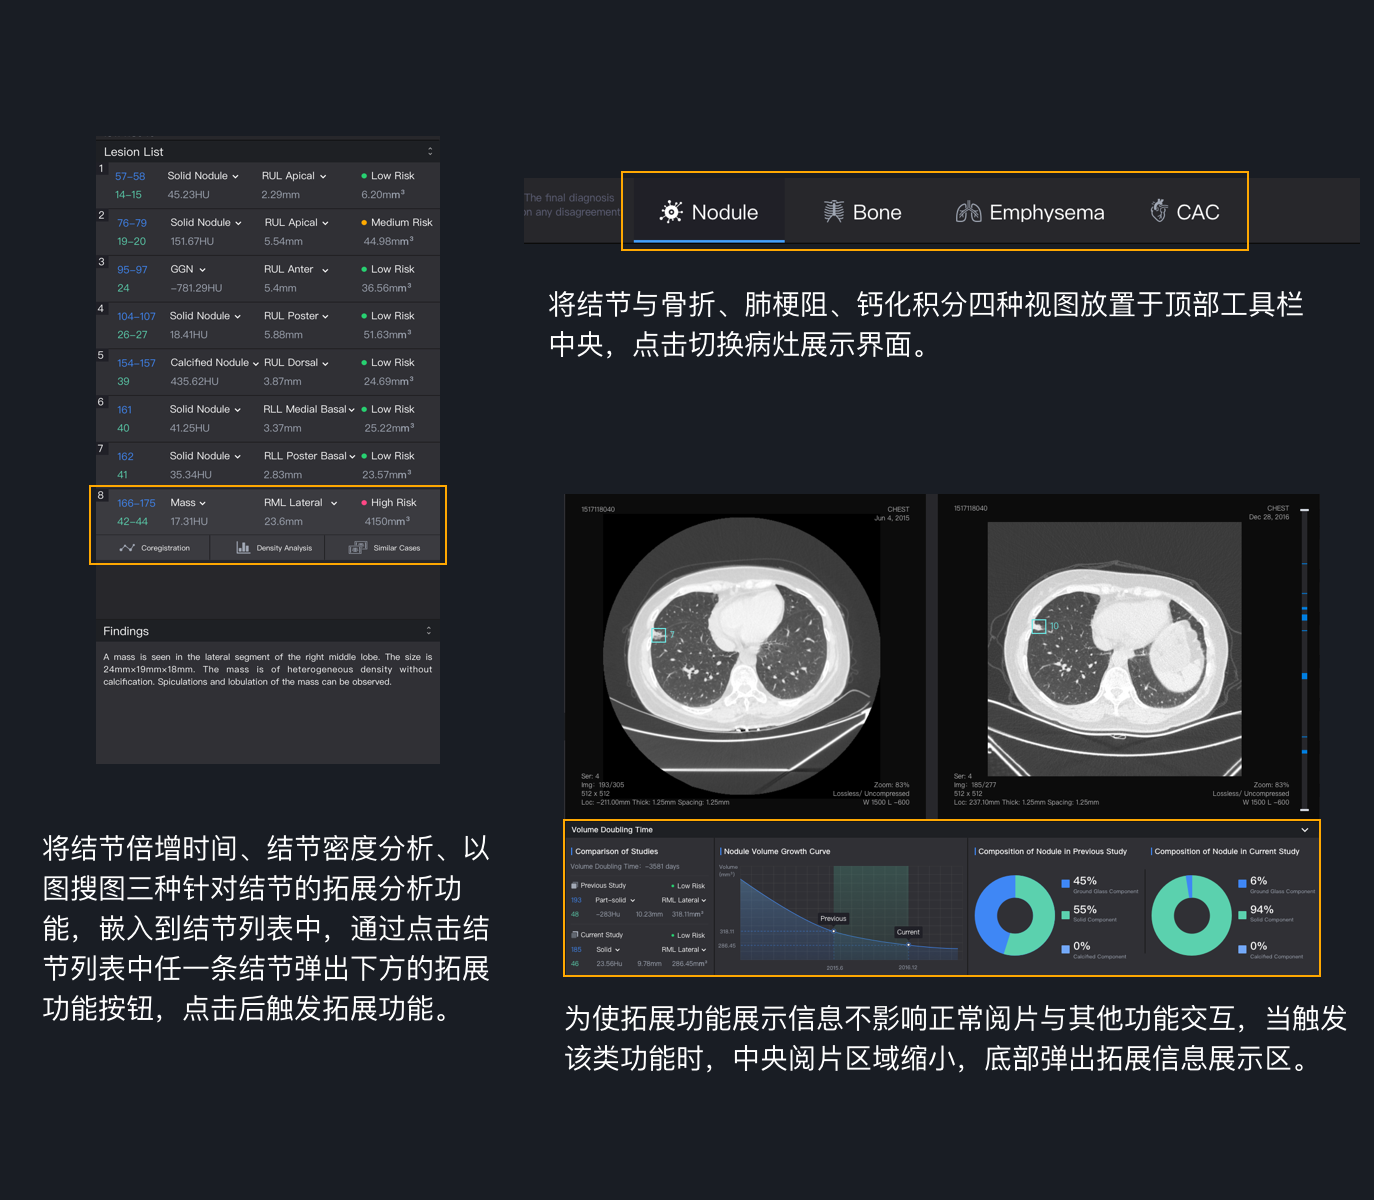 Lesion List
1
57-58 Solid Nodule RUL Apical Low Risk
14-15 45.23HU 2.29mm 6.20mm³
2
76-79 Solid Nodule RUL Apical Medium Risk
19-20 151.67HU 5.54mm 44.98mm³
3
95-97 GGN RUL Anter Low Risk
24 -781.29HU 5.4mm 36.56mm³
4
104-107 Solid Nodule RUL Poster Low Risk
26-27 18.41HU 5.88mm 51.63mm³
5
154-157 Calcified Nodule RUL Dorsal Low Risk
39 435.62HU 3.87mm 24.69mm³
6
161 Solid Nodule RLL Medial Basal Low Risk
40 41.25HU 3.37mm 25.22mm³
7
162 Solid Nodule RLL Poster Basal Low Risk
41 35.34HU 2.83mm 23.57mm³
8
166-175 Mass RML Lateral High Risk
42-44 17.31HU 23.6mm 4150mm³
Coregistration Density Analysis Similar Cases
Findings
A mass is seen in the lateral segment of the right middle lobe. The size is
24mm×19mm×18mm. The mass is of heterogeneous density without
calcification. Spiculations and lobulation of the mass can be observed.
将结节倍增时间、结节密度分析、以
图搜图三种针对结节的拓展分析功
能，嵌入到结节列表中，通过点击结
节列表中任一条结节弹出下方的拓展
功能按钮，点击后触发拓展功能。
The final diagnosis
on any disagreement
Nodule Bone Emphysema CAC
将结节与骨折、肺梗阻、钙化积分四种视图放置于顶部工具栏
中央，点击切换病灶展示界面。
1517118040 CHEST
Jun 4, 2015
7
Ser: 4
Img: 193/305 Zoom: 83%
512 x 512 Lossless/ Uncompressed
Loc: -211.00mm Thick: 1.25mm Spacing: 1.25mm W 1500 L -600
1517118040 CHEST
Dec 28, 2016
10
Ser: 4
Img: 185/277 Zoom: 83%
512 x 512 Lossless/ Uncompressed
Loc: 237.10mm Thick: 1.25mm Spacing: 1.25mm W 1500 L -600
Volume Doubling Time
Comparison of Studies
Volume Doubling Time: -3581 days
Previous Study Low Risk
193 Part-solid RML Lateral
48 -283Hu 10.23mm 318.11mm³
Current Study Low Risk
185 Solid RML Lateral
46 23.56Hu 9.78mm 286.45mm³
Nodule Volume Growth Curve
Volume
(mm³)
Previous
Current
318.11
286.45
2015.6 2016.12
Composition of Nodule in Previous Study
45%
Ground Glass Component
55%
Solid Component
0%
Calcified Component
Composition of Nodule in Current Study
6%
Ground Glass Component
94%
Solid Component
0%
Calcified Component
为使拓展功能展示信息不影响正常阅片与其他功能交互，当触发
该类功能时，中央阅片区域缩小，底部弹出拓展信息展示区。